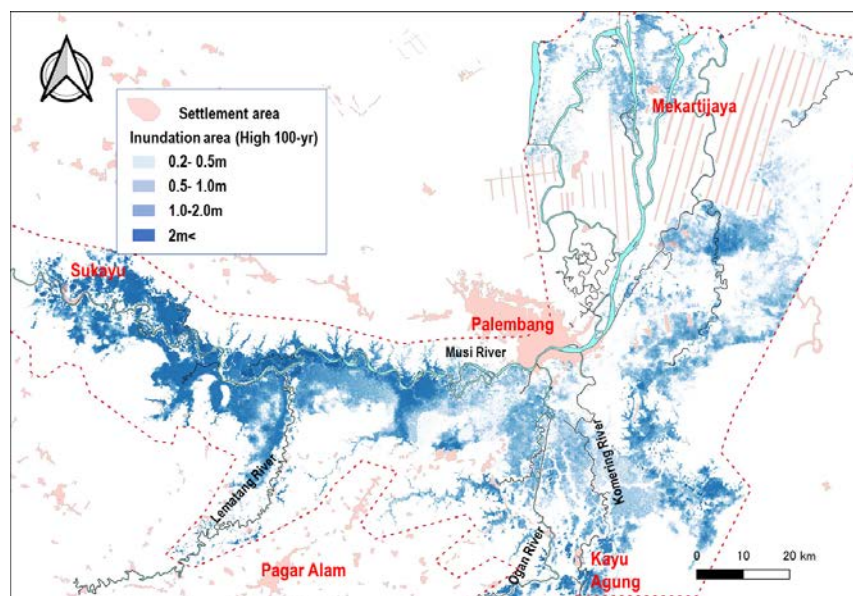 Settlement area
Inundation area (High 100-yr)
0.2- 0.5m
0.5- 1.0m
1.0-2.0m
2m<
Mekartijaya
Sukayu
Palembang
Musi River
Lematang River
Komering River
Ogan River
Pagar Alam
Kayu
Agung
0 10 20 km